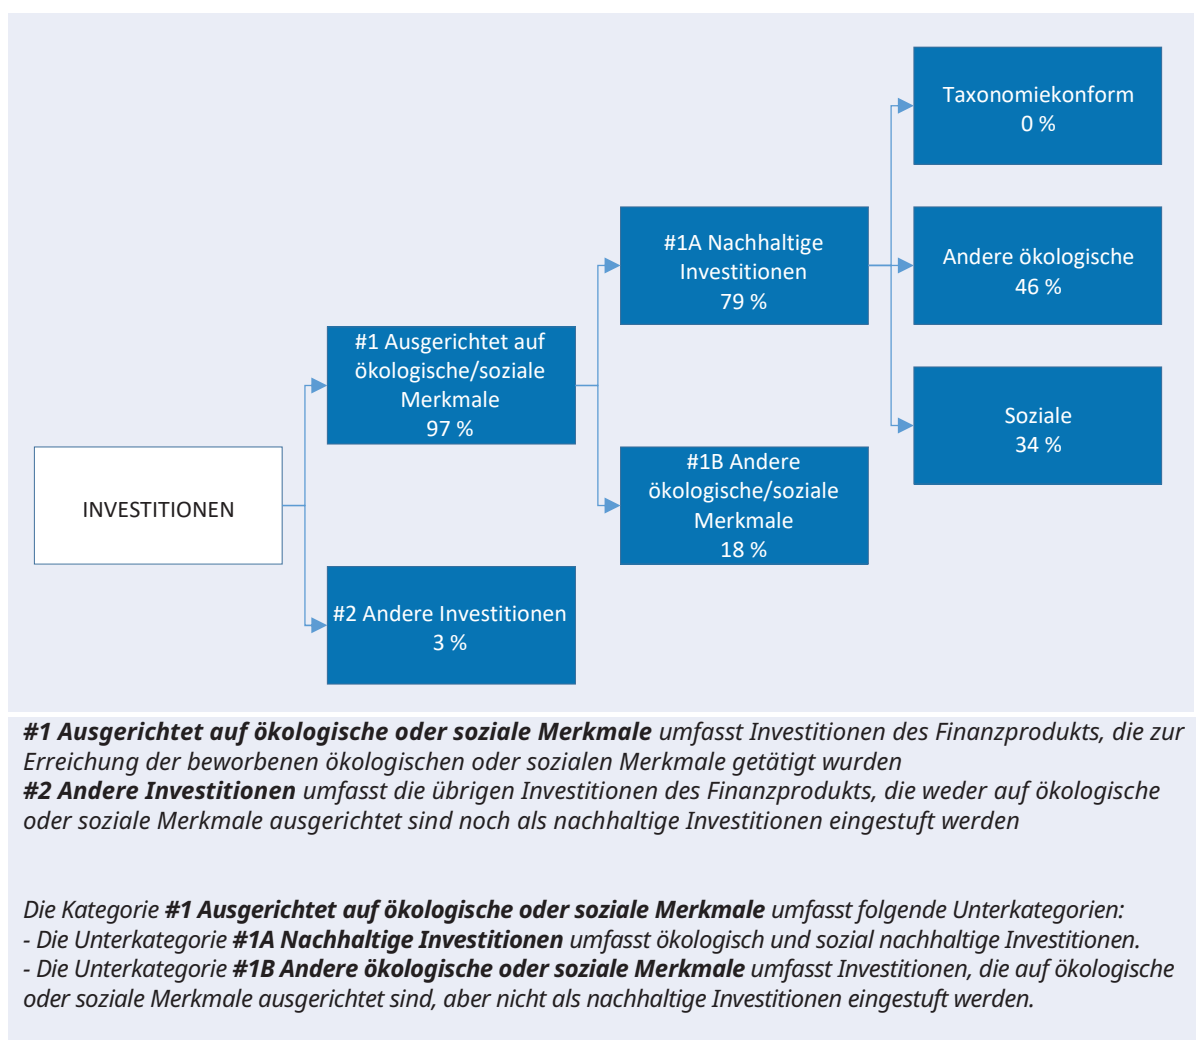 Taxonomiekonform
0 %
#1A Nachhaltige
Investitionen
79 %
Andere ökologische
46 %
#1 Ausgerichtet auf
ökologische/soziale
Merkmale
97 %
Soziale
34 %
#1B Andere
ökologische/soziale
Merkmale
18 %
INVESTITIONEN
#2 Andere Investitionen
3 %
#1 Ausgerichtet auf ökologische oder soziale Merkmale umfasst Investitionen des Finanzprodukts, die zur
Erreichung der beworbenen ökologischen oder sozialen Merkmale getätigt wurden
#2 Andere Investitionen umfasst die übrigen Investitionen des Finanzprodukts, die weder auf ökologische
oder soziale Merkmale ausgerichtet sind noch als nachhaltige Investitionen eingestuft werden
Die Kategorie #1 Ausgerichtet auf ökologische oder soziale Merkmale umfasst folgende Unterkategorien:
- Die Unterkategorie #1A Nachhaltige Investitionen umfasst ökologisch und sozial nachhaltige Investitionen.
- Die Unterkategorie #1B Andere ökologische oder soziale Merkmale umfasst Investitionen, die auf ökologische
oder soziale Merkmale ausgerichtet sind, aber nicht als nachhaltige Investitionen eingestuft werden.